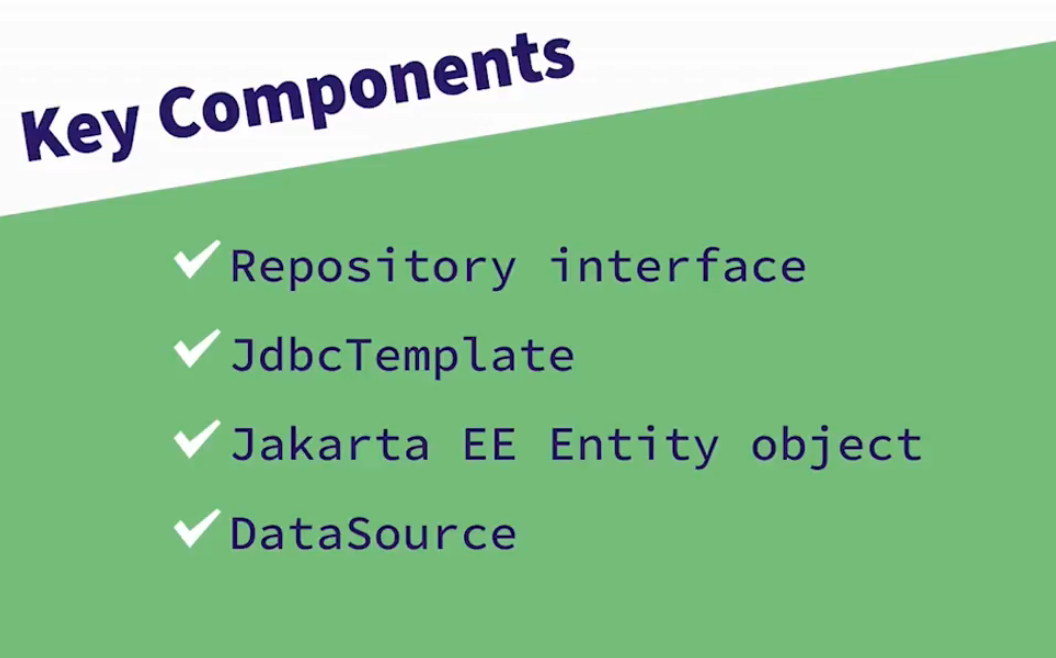 Key Components
Repository interface
JdbcTemplate
Jakarta EE Entity object
DataSource